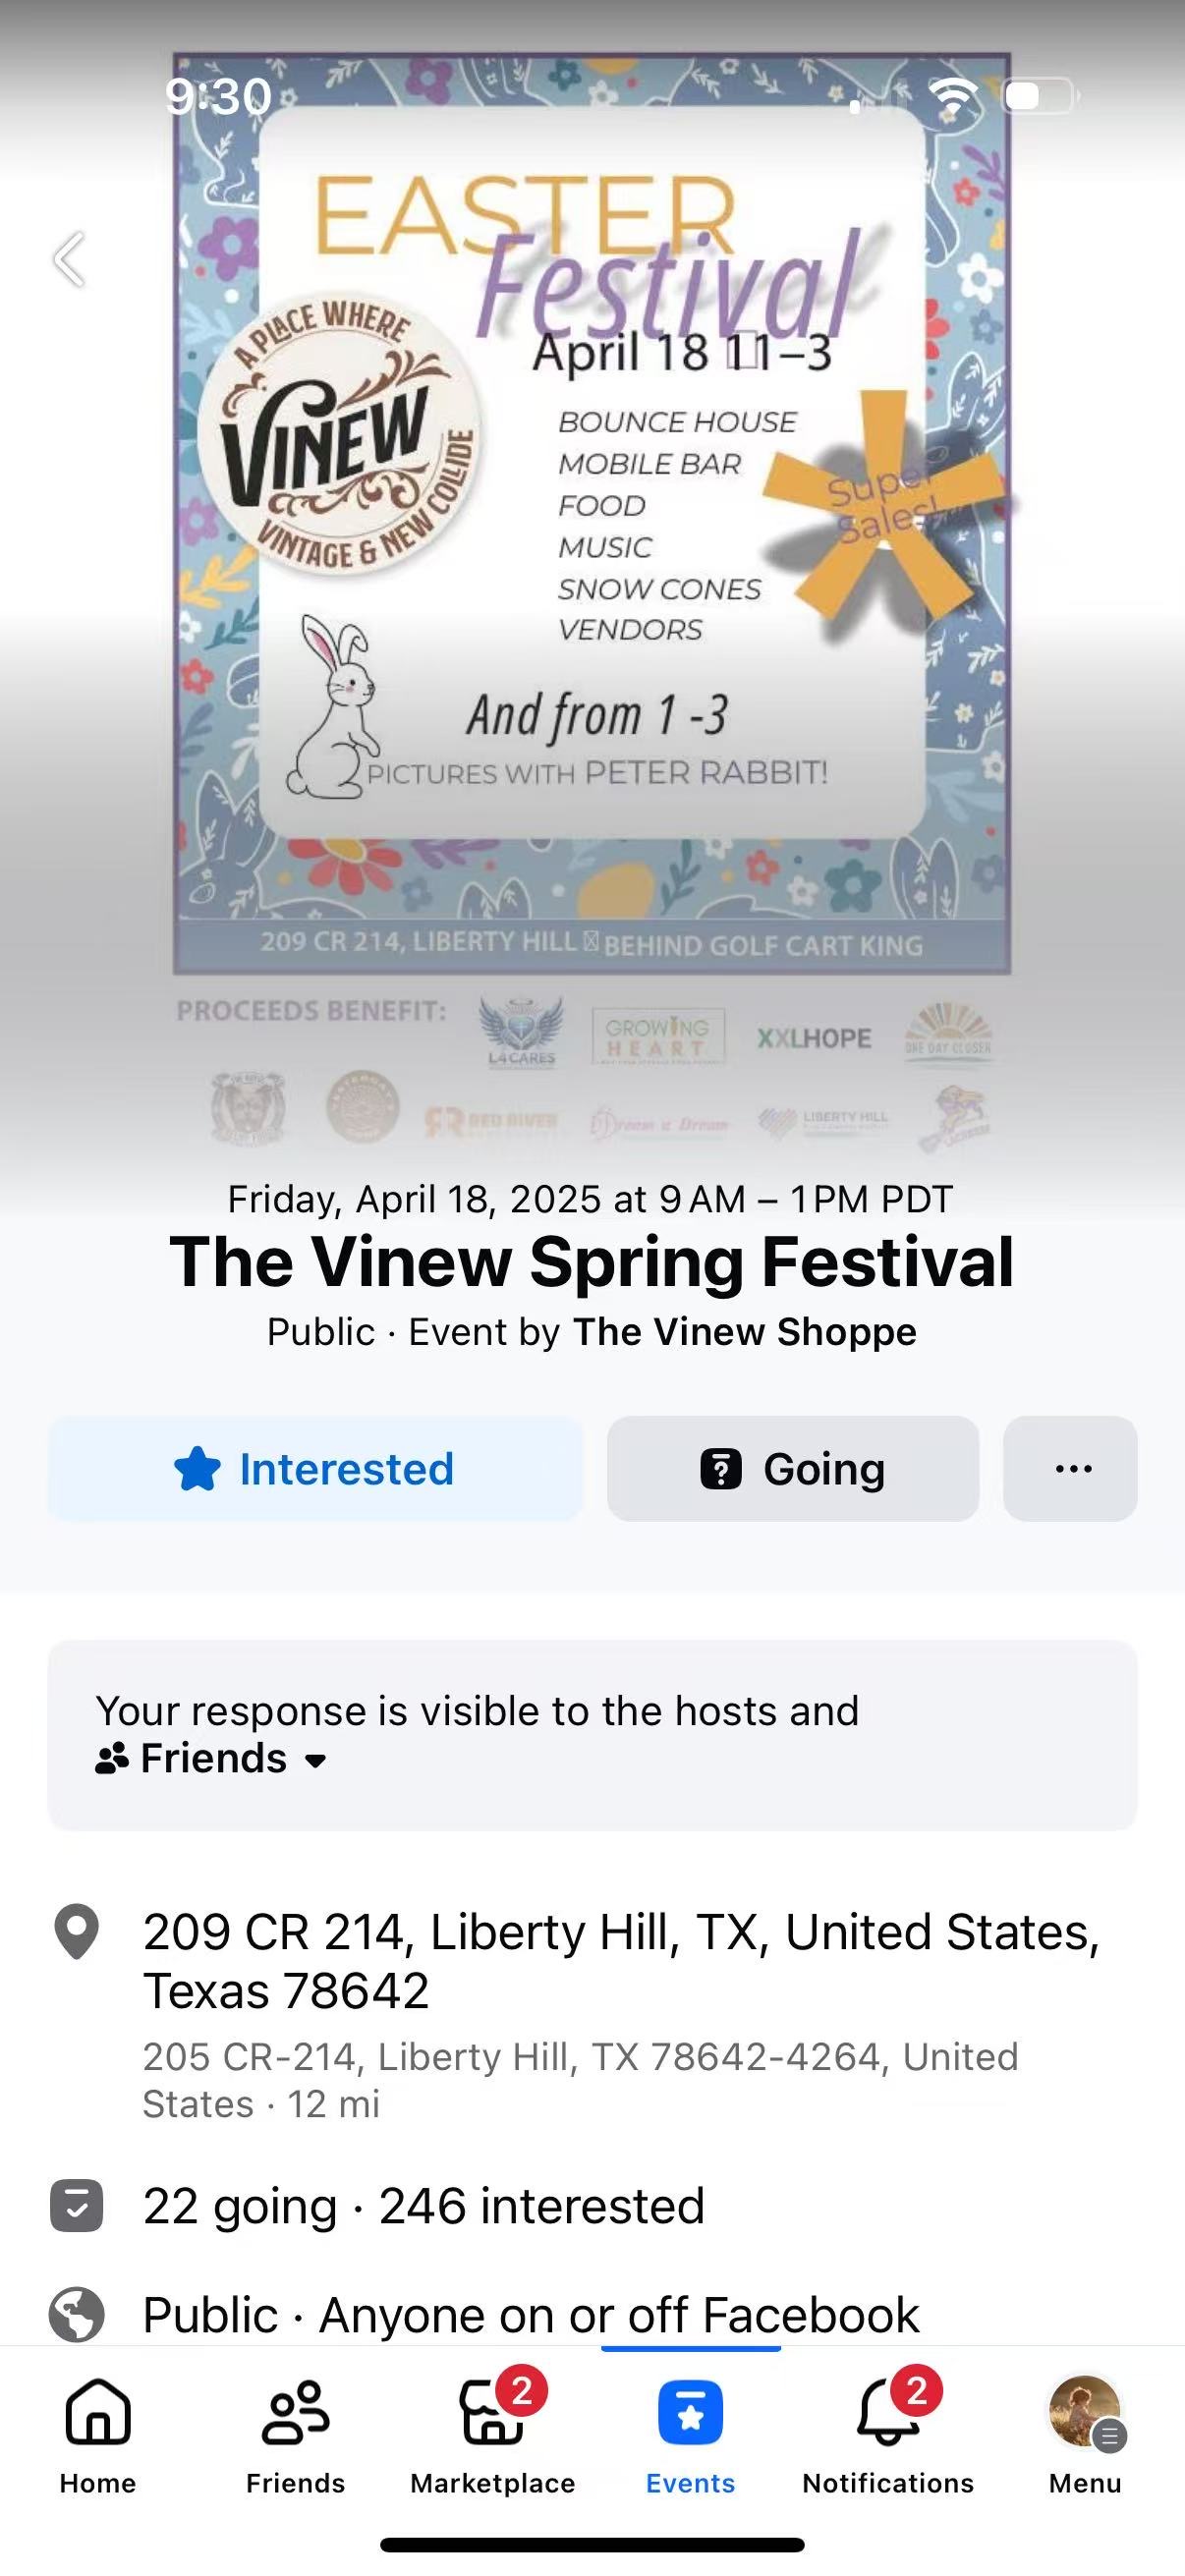 9:30
EASTER
Festival
April 18 11–3
A PLACE WHERE
VINEW
VINTAGE & NEW COLLIDE
BOUNCE HOUSE
MOBILE BAR
FOOD
MUSIC
SNOW CONES
VENDORS
Super
Sales!
And from 1 -3
PICTURES WITH PETER RABBIT!
209 CR 214, LIBERTY HILL BEHIND GOLF CART KING
PROCEEDS BENEFIT:
L4CARES
GROWING
HEART
XXLHOPE
ONE DAY CLOSER
RED RIVER
Dream a Dream
LIBERTY HILL
Friday, April 18, 2025 at 9 AM – 1 PM PDT
The Vinew Spring Festival
Public · Event by The Vinew Shoppe
Interested
Going
Your response is visible to the hosts and
Friends
209 CR 214, Liberty Hill, TX, United States,
Texas 78642
205 CR-214, Liberty Hill, TX 78642-4264, United
States · 12 mi
22 going · 246 interested
Public · Anyone on or off Facebook
2
2
Home
Friends
Marketplace
Events
Notifications
Menu